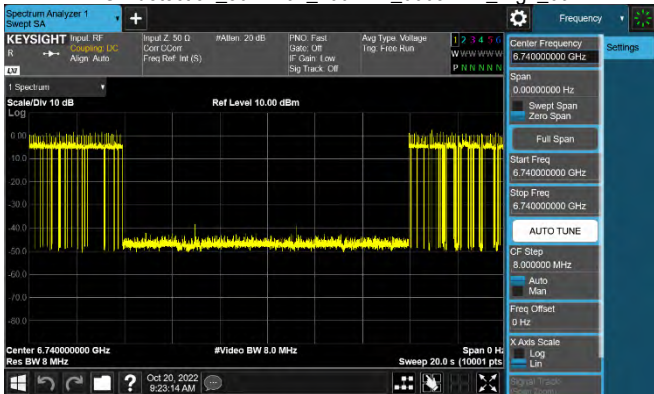 Spectrum Analyzer 1
Swept SA
Frequency
KEYSIGHT
R
LXI
Input: RF
Coupling: DC
Align: Auto
Input Z: 50 Ω
Corr CCorr
Freq Ref: Int (S)
#Atten: 20 dB
PNO: Fast
Gate: Off
IF Gain: Low
Sig Track: Off
Avg Type: Voltage
Trig: Free Run
1 2 3 4 5 6
W W W W W W
P N N N N N
Center Frequency
6.740000000 GHz
Settings
1 Spectrum
Scale/Div 10 dB
Ref Level 10.00 dBm
Log
0.00
-10.0
-20.0
-30.0
-40.0
-50.0
-60.0
-70.0
-80.0
Span
0.00000000 Hz
Swept Span
Zero Span
Full Span
Start Freq
6.740000000 GHz
Stop Freq
6.740000000 GHz
AUTO TUNE
CF Step
8.000000 MHz
Auto
Man
Freq Offset
0 Hz
X Axis Scale
Log
Lin
Signal Track
Center 6.740000000 GHz
#Video BW 8.0 MHz
Span 0 Hz
Res BW 8 MHz
Sweep 20.0 s (10001 pts
?
Oct 20, 2022
9:23:14 AM